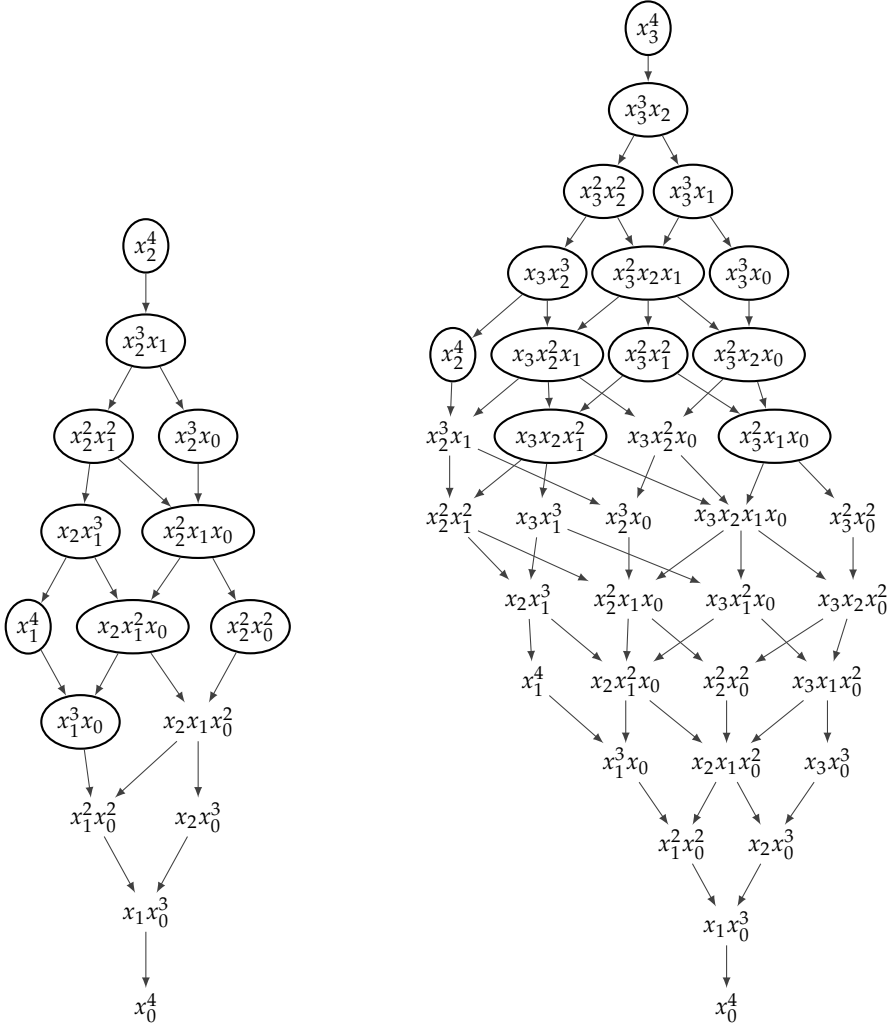 x_3^4
x_3^3x_2
x_3^2x_2^2 x_3^3x_1
x_2^4 x_3x_2^3 x_3^2x_2x_1 x_3^3x_0
x_2^3x_1 x_2^4 x_3x_2^2x_1 x_3^2x_1^2 x_3^2x_2x_0
x_2^2x_1^2 x_2^3x_0 x_2^3x_1 x_3x_2x_1^2 x_3x_2^2x_0 x_3^2x_1x_0
x_2x_1^3 x_2^2x_1x_0 x_2^2x_1^2 x_3x_1^3 x_2^3x_0 x_3x_2x_1x_0 x_3^2x_0^2
x_1^4 x_2x_1^2x_0 x_2^2x_0^2 x_2x_1^3 x_2^2x_1x_0 x_3x_1^2x_0 x_3x_2x_0^2
x_1^3x_0 x_2x_1x_0^2 x_1^4 x_2x_1^2x_0 x_2^2x_0^2 x_3x_1x_0^2
x_1^3x_0 x_2x_1x_0^2 x_3x_0^3
x_1^2x_0^2 x_2x_0^3 x_1^2x_0^2 x_2x_0^3
x_1x_0^3 x_1x_0^3
x_0^4 x_0^4